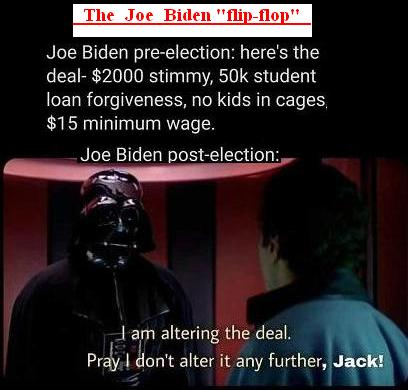 The Joe Biden "flip-flop"
Joe Biden pre-election: here's the
deal- $2000 stimmy, 50k student
loan forgiveness, no kids in cages,
$15 minimum wage.
Joe Biden post-election:
I am altering the deal.
Pray I don't alter it any further, Jack!